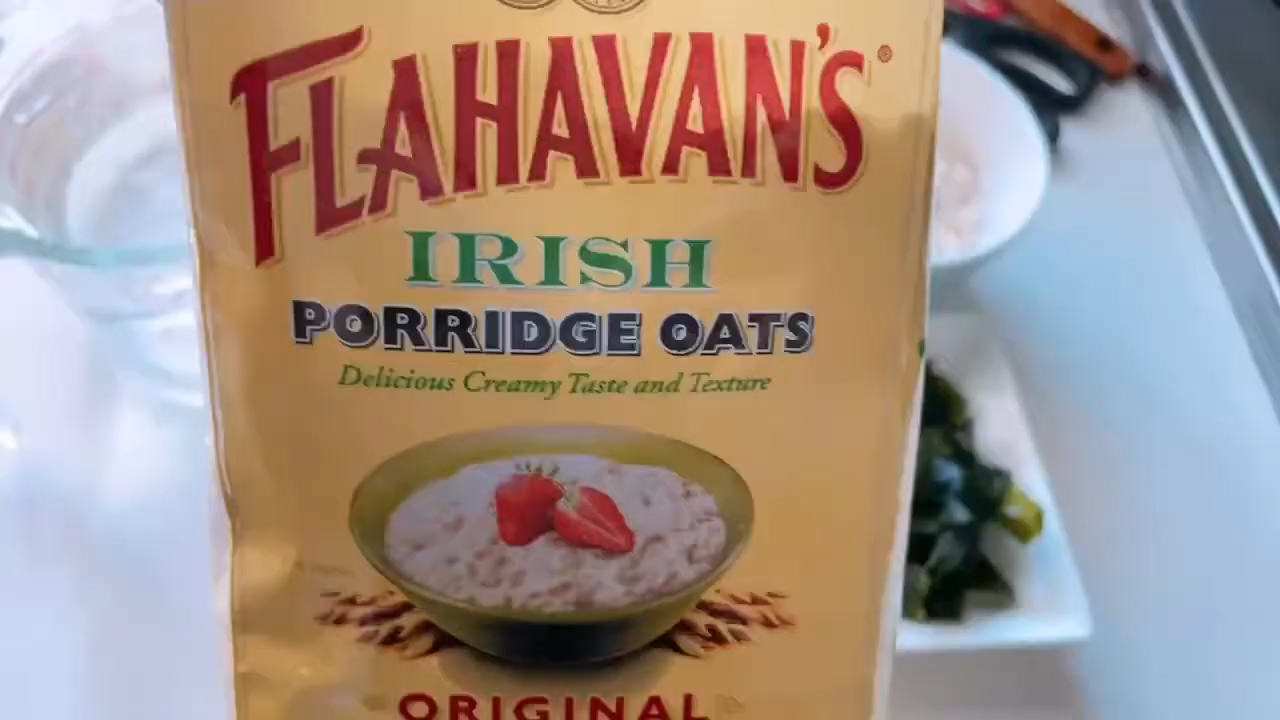 FLAHAVAN'S®
IRISH
PORRIDGE OATS
Delicious Creamy Taste and Texture
ORIGINAL